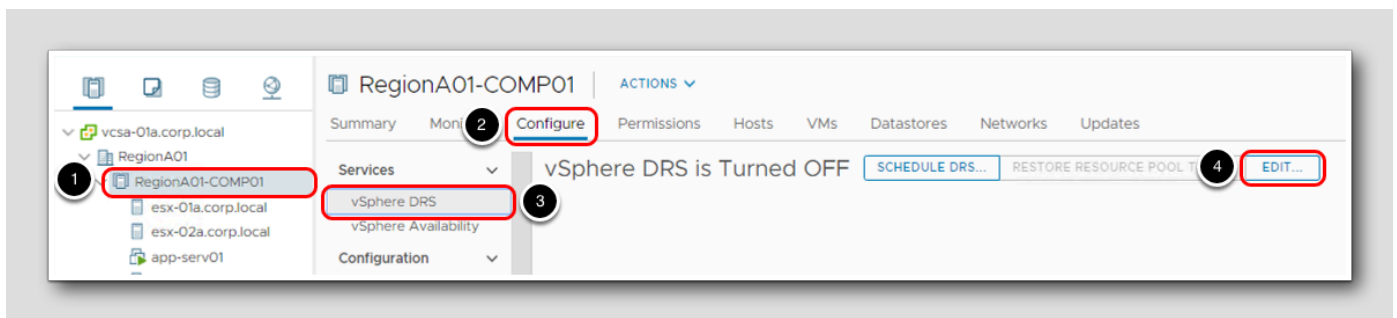 RegionA01-COMP01 ACTIONS
Summary Moni 2 Configure Permissions Hosts VMs Datastores Networks Updates
vcsa-01a.corp.local
RegionA01
1 RegionA01-COMP01
esx-01a.corp.local
esx-02a.corp.local
app-serv01
Services
vSphere DRS 3
vSphere Availability
Configuration
vSphere DRS is Turned OFF SCHEDULE DRS... RESTORE RESOURCE POOL T 4 EDIT...